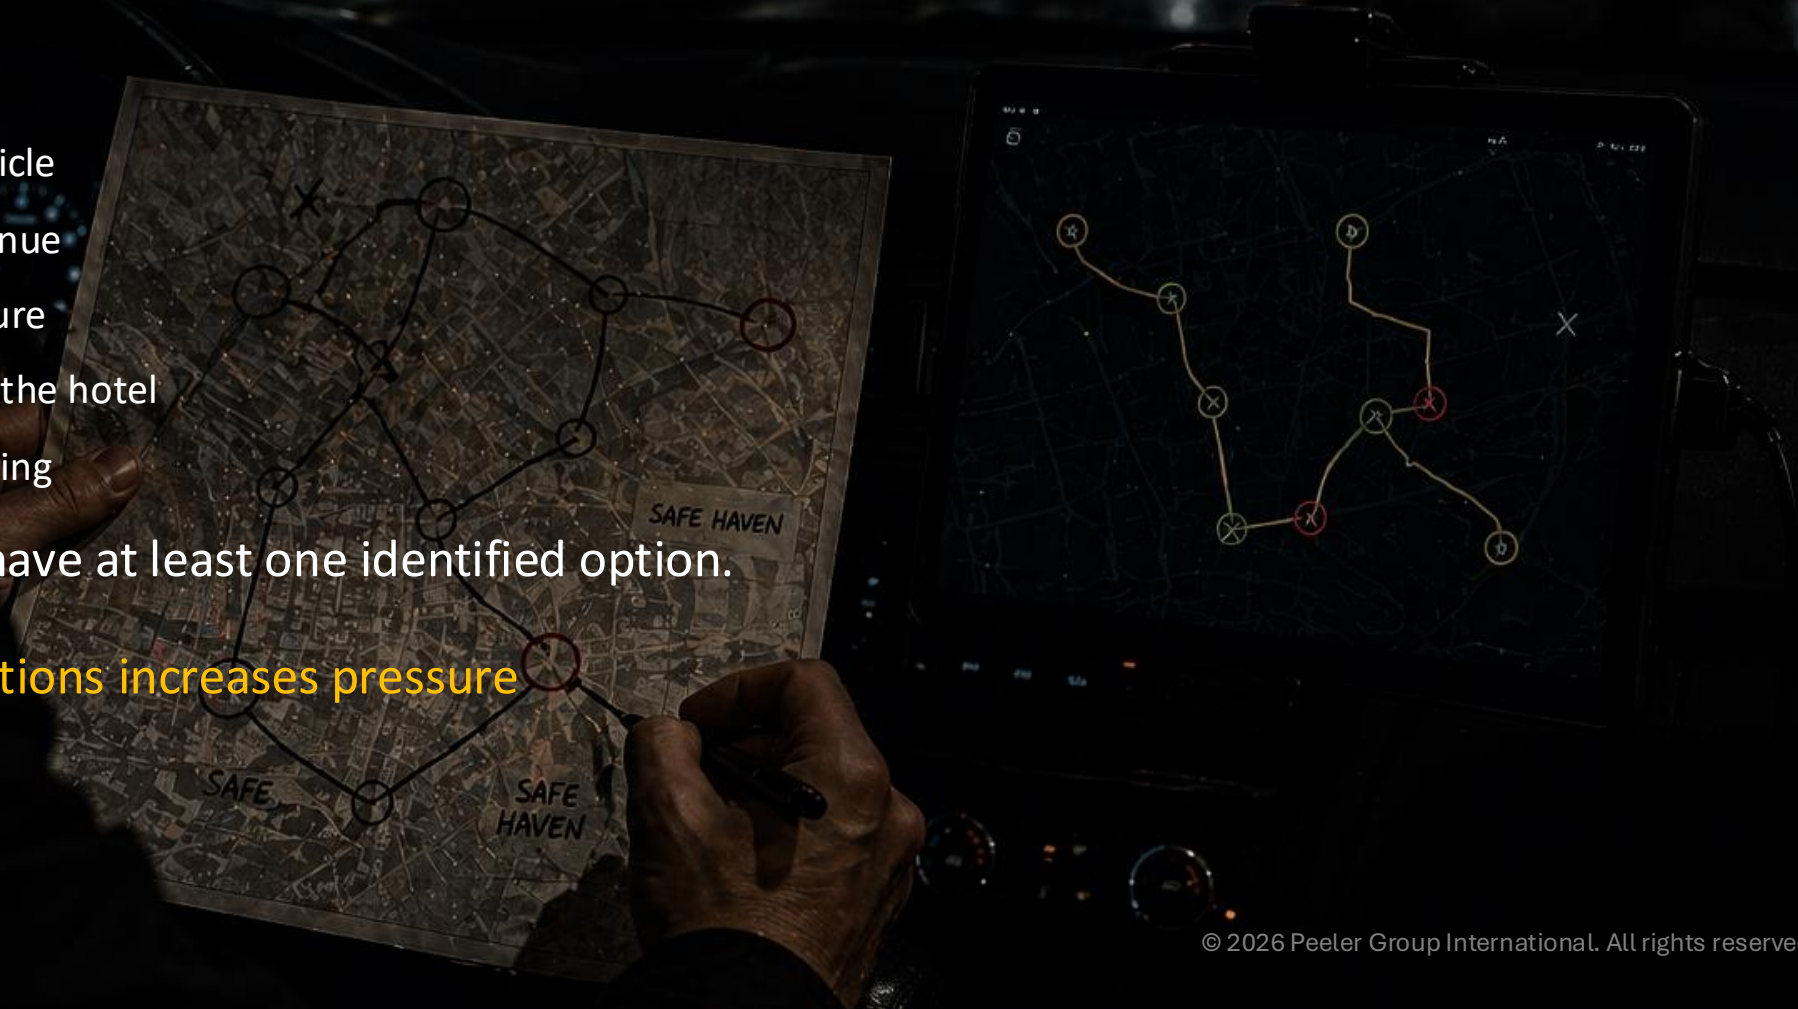 icle
nue
ure
the hotel
ing
SAFE HAVEN
have at least one identified option.
tions increases pressure
SAFE
SAFE
HAVEN
© 2026 Peeler Group International. All rights reserve